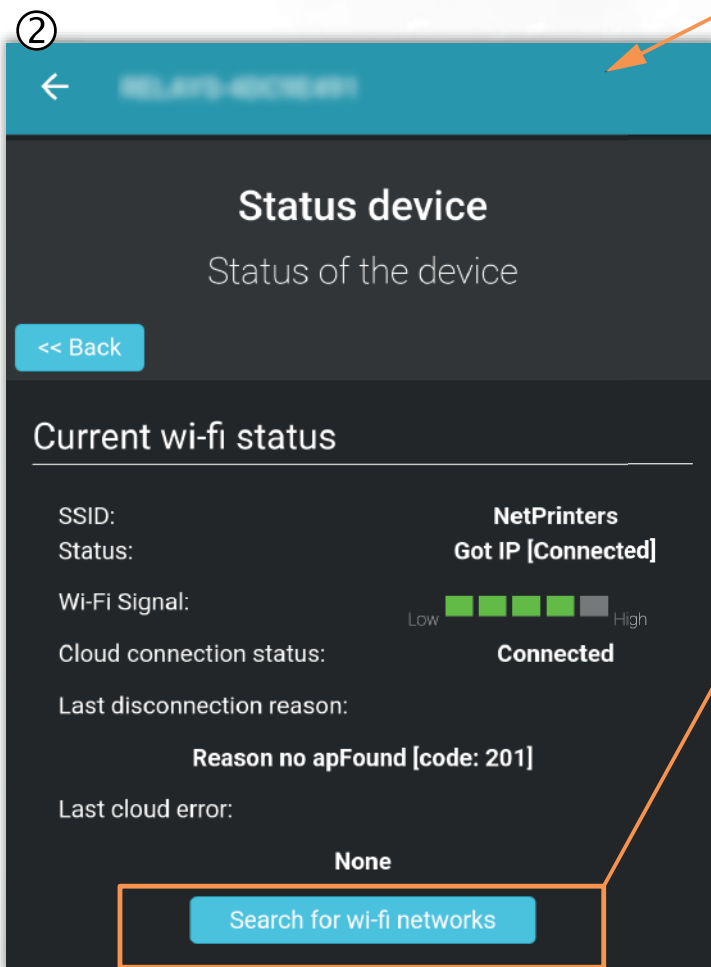 ②
Status device
Status of the device
<< Back
Current wi-fi status
SSID: NetPrinters
Status: Got IP [Connected]
Wi-Fi Signal: Low High
Cloud connection status: Connected
Last disconnection reason:
Reason no apFound [code: 201]
Last cloud error:
None
Search for wi-fi networks